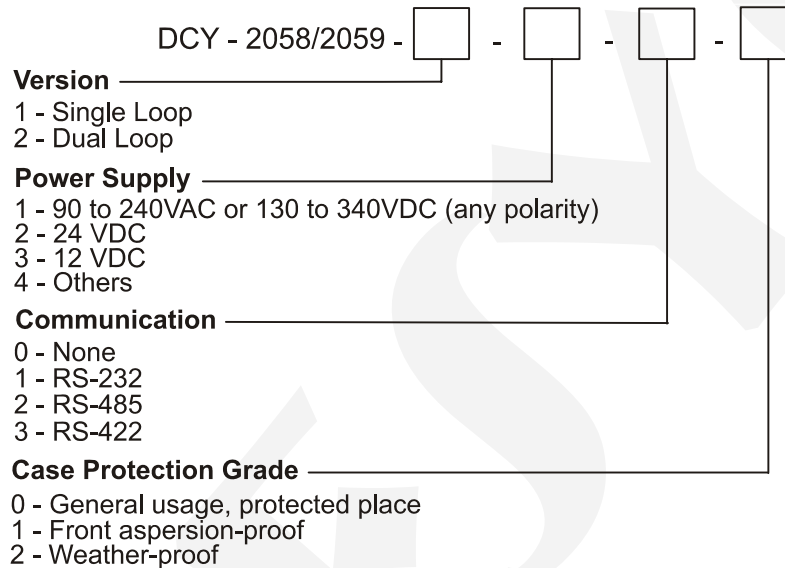 DCY - 2058/2059 - - - -
Version
1 - Single Loop
2 - Dual Loop
Power Supply
1 - 90 to 240VAC or 130 to 340VDC (any polarity)
2 - 24 VDC
3 - 12 VDC
4 - Others
Communication
0 - None
1 - RS-232
2 - RS-485
3 - RS-422
Case Protection Grade
0 - General usage, protected place
1 - Front aspersion-proof
2 - Weather-proof